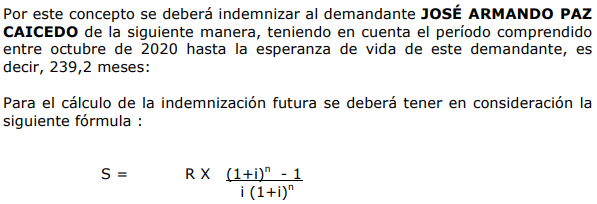 Por este concepto se deberá indemnizar al demandante JOSÉ ARMANDO PAZ
CAICEDO de la siguiente manera, teniendo en cuenta el período comprendido
entre octubre de 2020 hasta la esperanza de vida de este demandante, es
decir, 239,2 meses:
Para el cálculo de la indemnización futura se deberá tener en consideración la
siguiente fórmula :
S = R X (1+i)ⁿ - 1
i (1+i)ⁿ